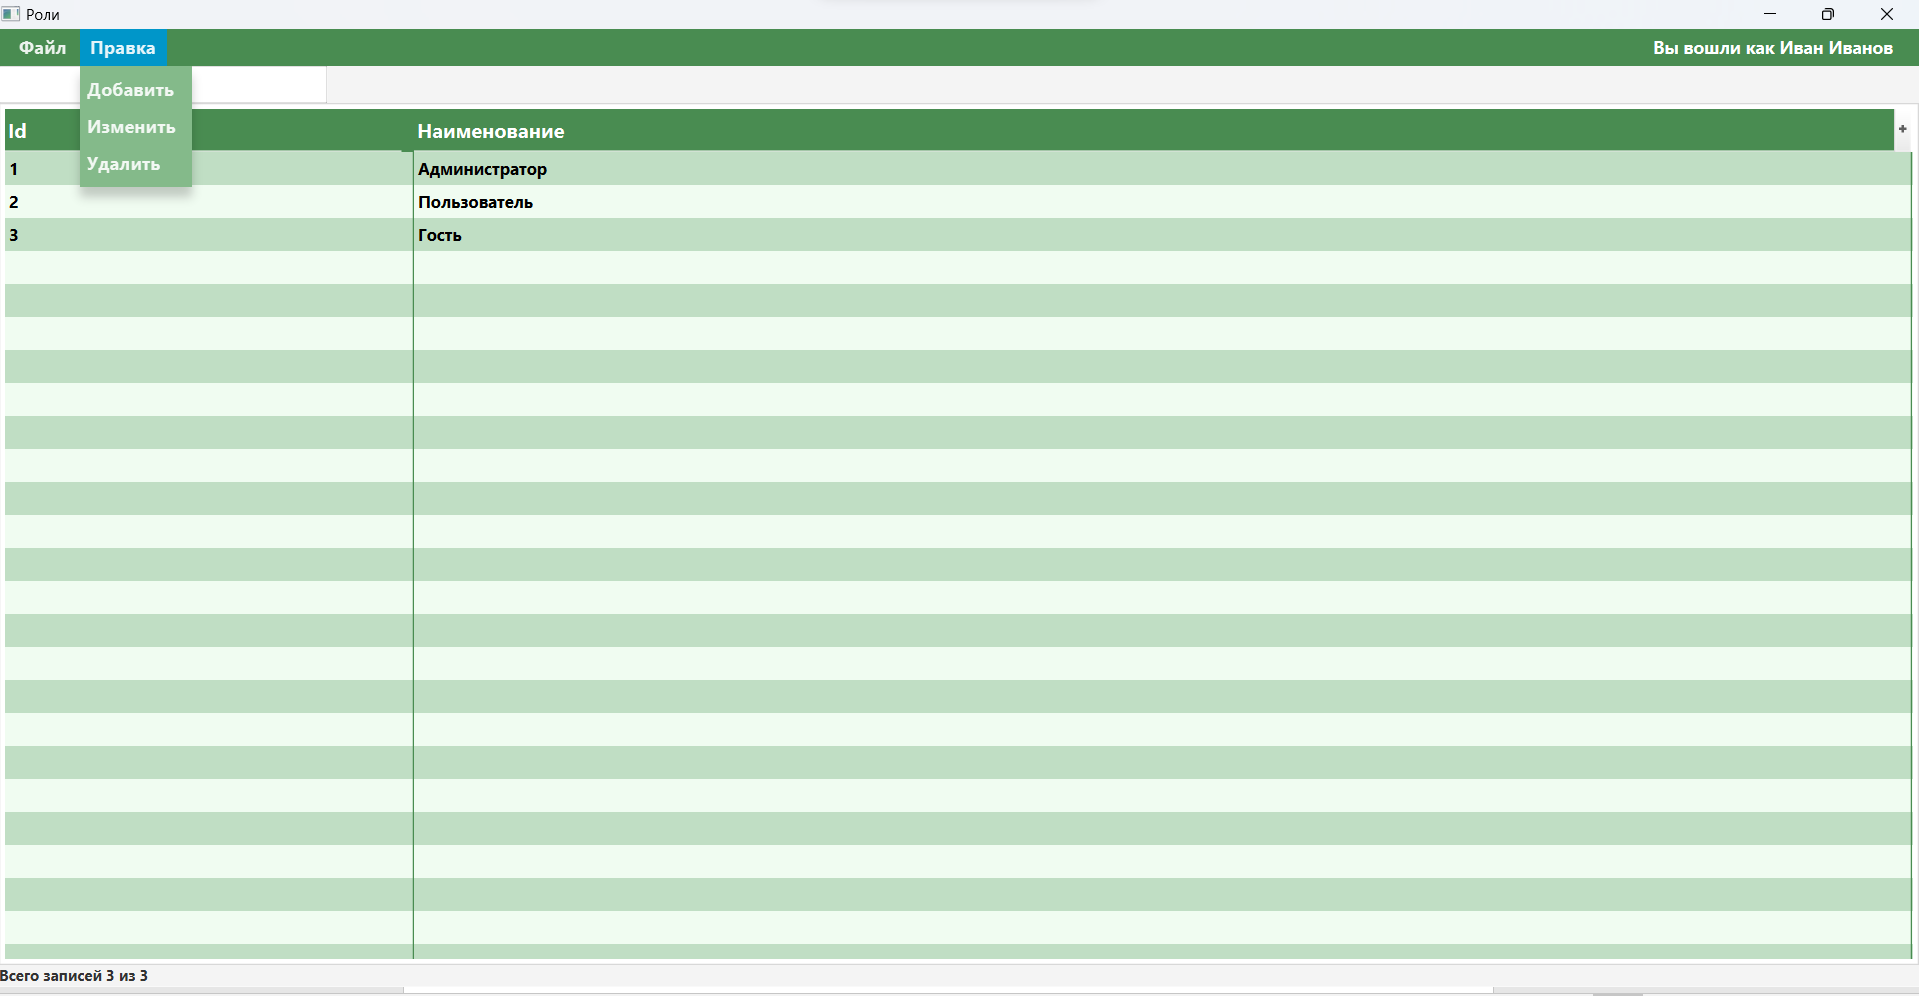 Роли
Файл Правка Вы вошли как Иван Иванов
Добавить
Изменить
Удалить
Id Наименование +
1 Администратор
2 Пользователь
3 Гость
Всего записей 3 из 3